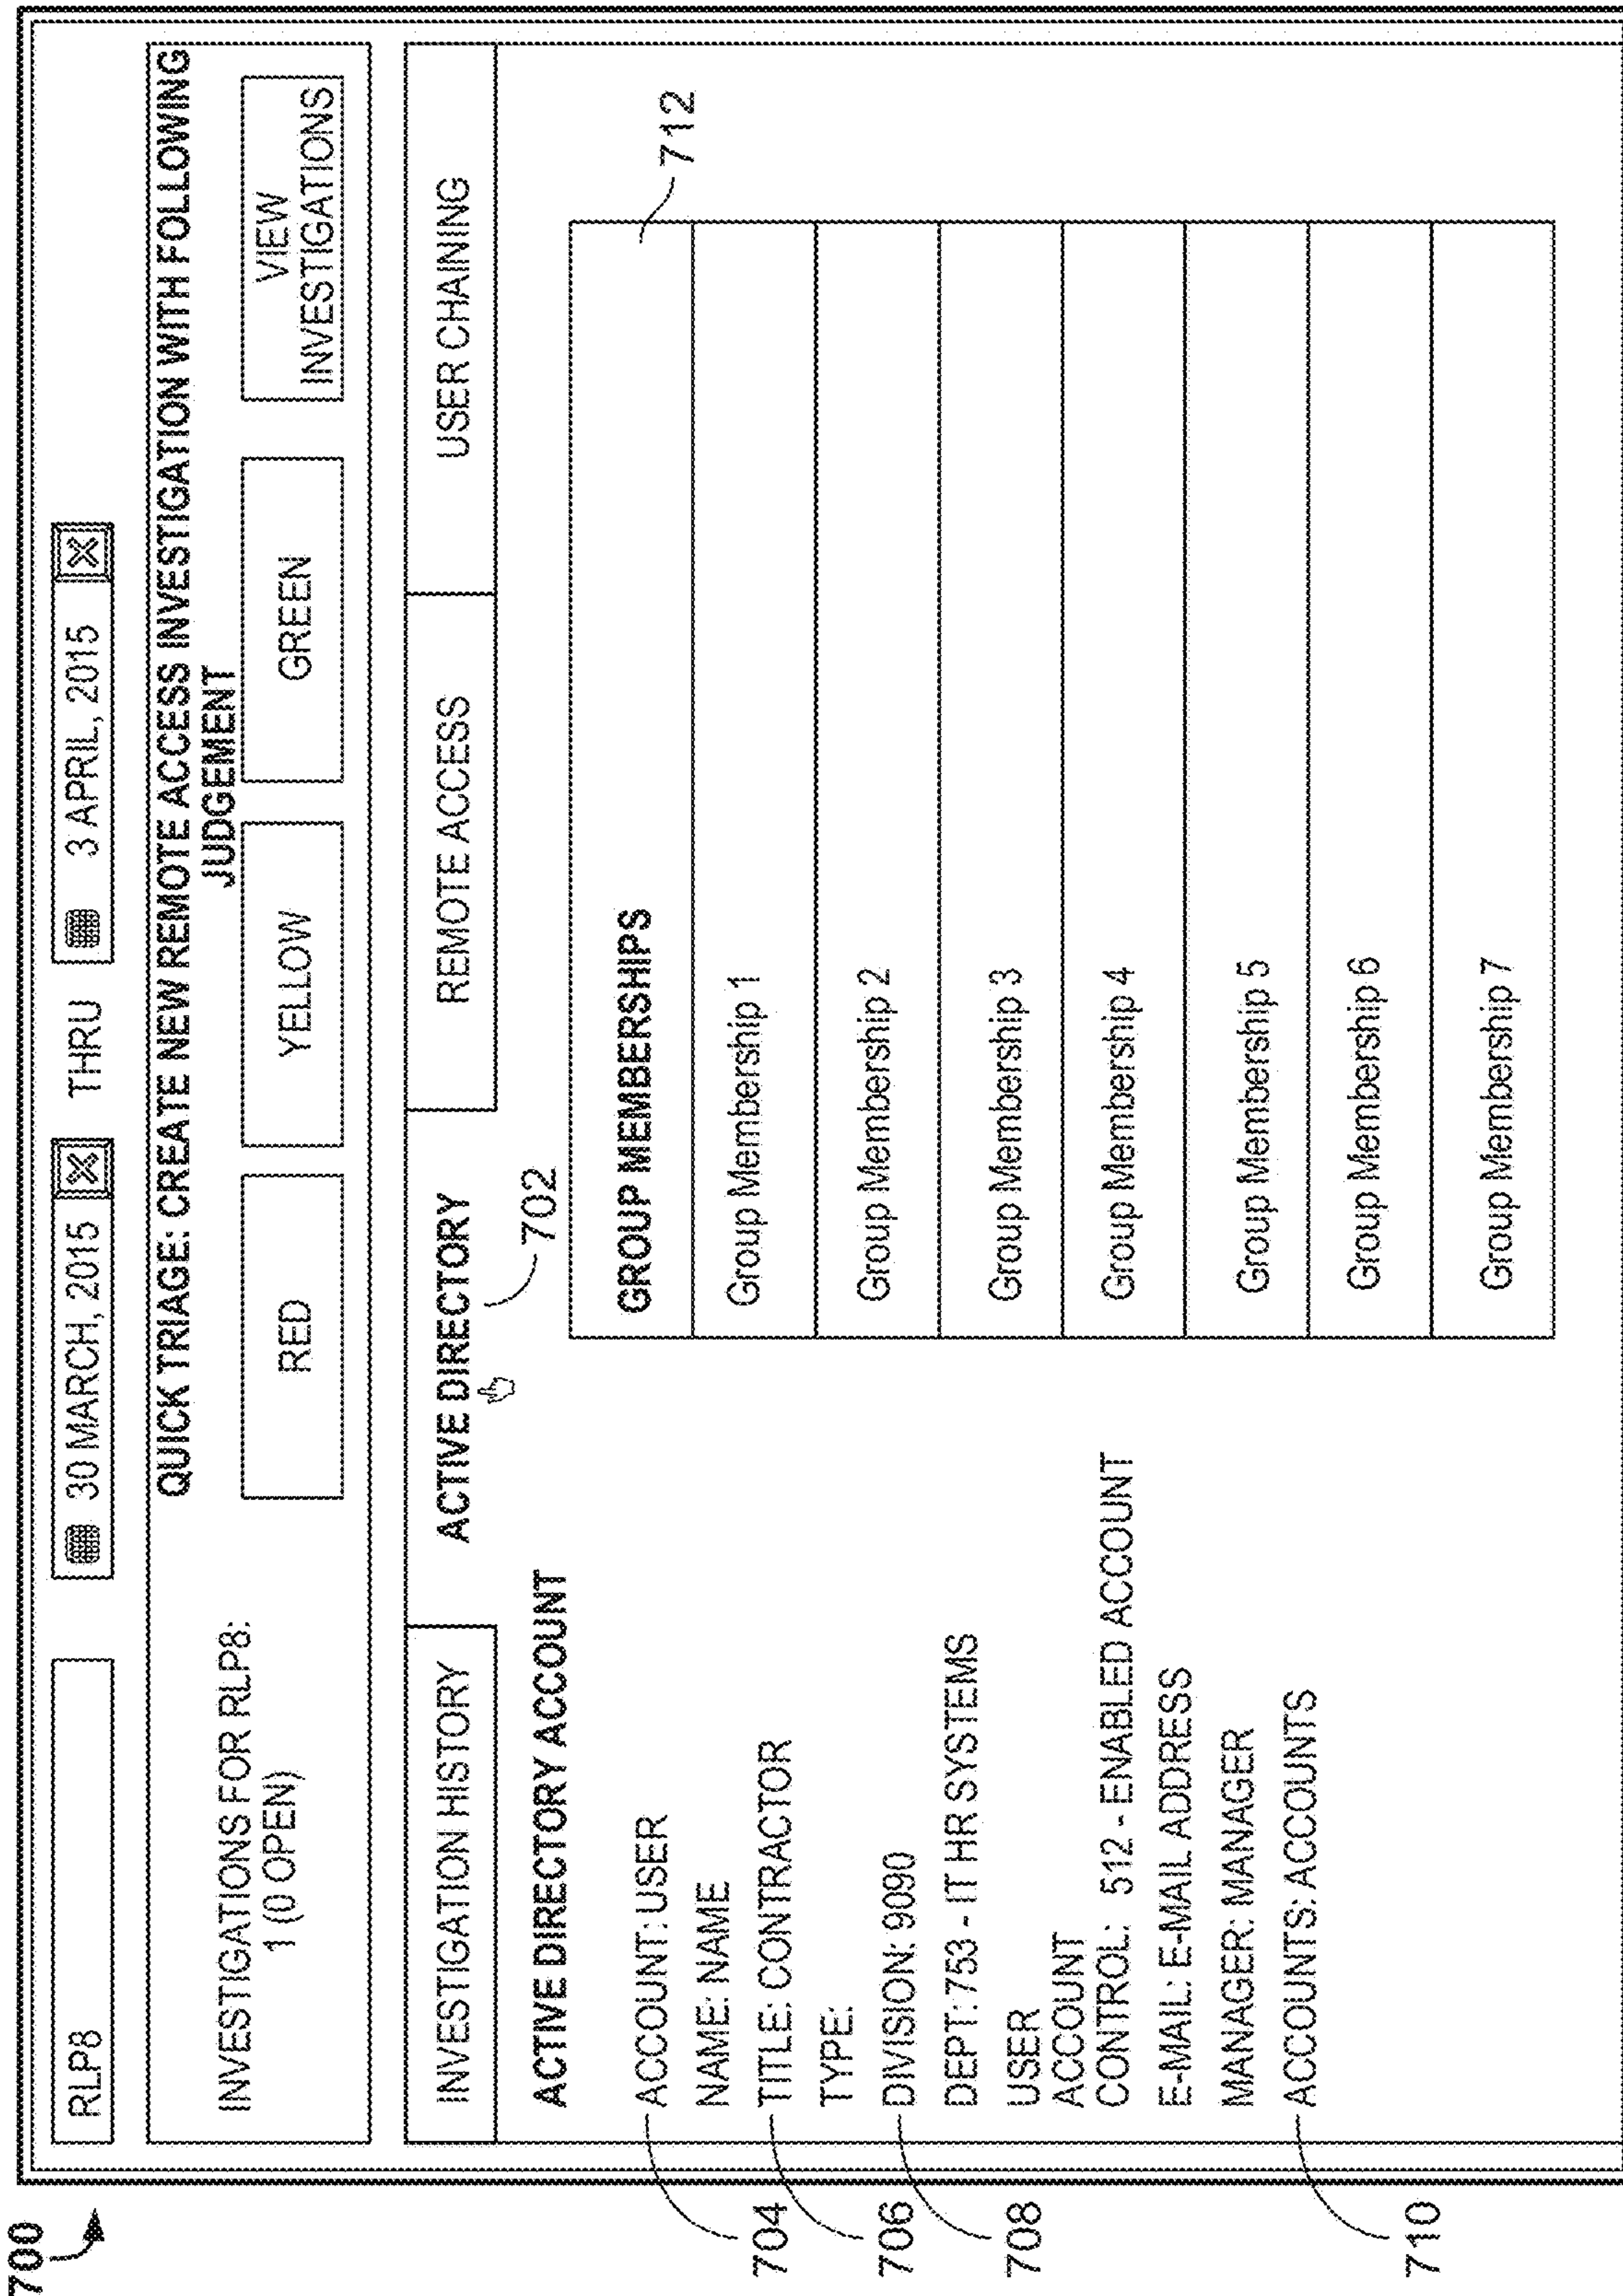 700
RLP8
30 MARCH, 2015
THRU
3 APRIL, 2015
INVESTIGATIONS FOR RLP8:
1 (0 OPEN)
QUICK TRIAGE: CREATE NEW REMOTE ACCESS INVESTIGATION WITH FOLLOWING
JUDGEMENT
RED
YELLOW
GREEN
VIEW
INVESTIGATIONS
INVESTIGATION HISTORY
ACTIVE DIRECTORY
REMOTE ACCESS
USER CHAINING
702
ACTIVE DIRECTORY ACCOUNT
704
ACCOUNT: USER
NAME: NAME
706
TITLE: CONTRACTOR
TYPE:
708
DIVISION: 9090
DEPT: 753 - IT HR SYSTEMS
USER
ACCOUNT
CONTROL: 512 - ENABLED ACCOUNT
E-MAIL: E-MAIL ADDRESS
MANAGER: MANAGER
710
ACCOUNTS: ACCOUNTS
712
GROUP MEMBERSHIPS
Group Membership 1
Group Membership 2
Group Membership 3
Group Membership 4
Group Membership 5
Group Membership 6
Group Membership 7